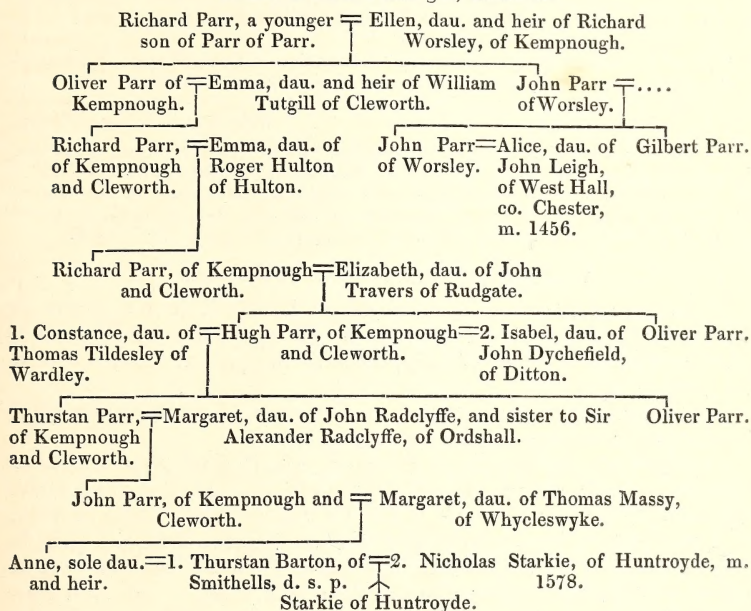 Richard Parr, a younger = Ellen, dau. and heir of Richard
son of Parr of Parr. Worsley, of Kempnough.
Oliver Parr of = Emma, dau. and heir of William John Parr = ....
Kempnough. Tutgill of Cleworth. of Worsley.
Richard Parr, = Emma, dau. of John Parr = Alice, dau. of Gilbert Parr.
of Kempnough Roger Hulton of Worsley. John Leigh,
and Cleworth. of Hulton. of West Hall,
co. Chester,
m. 1456.
Richard Parr, of Kempnough = Elizabeth, dau. of John
and Cleworth. Travers of Rudgate.
1. Constance, dau. of = Hugh Parr, of Kempnough = 2. Isabel, dau. of Oliver Parr.
Thomas Tildesley of and Cleworth. John Dychefield,
Wardley. of Ditton.
Thurstan Parr, = Margaret, dau. of John Radclyffe, and sister to Sir Oliver Parr.
of Kempnough Alexander Radclyffe, of Ordshall.
and Cleworth.
John Parr, of Kempnough and = Margaret, dau. of Thomas Massy,
Cleworth. of Whycleswyke.
Anne, sole dau. = 1. Thurstan Barton, of = 2. Nicholas Starkie, of Huntroyde, m.
and heir. Smithells, d. s. p. 1578.
Starkie of Huntroyde.